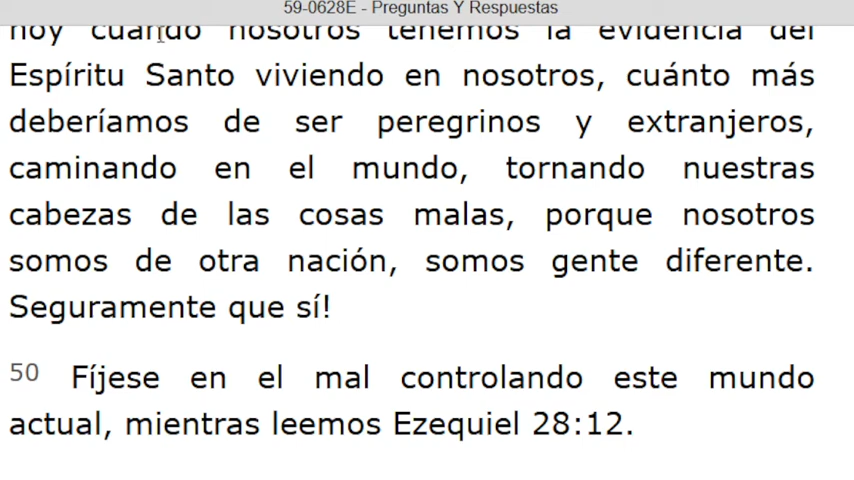 59-0628E - Preguntas Y Respuestas
hoy cuando nosotros tenemos la evidencia del
Espíritu Santo viviendo en nosotros, cuánto más
deberíamos de ser peregrinos y extranjeros,
caminando en el mundo, tornando nuestras
cabezas de las cosas malas, porque nosotros
somos de otra nación, somos gente diferente.
Seguramente que sí!
50 Fíjese en el mal controlando este mundo
actual, mientras leemos Ezequiel 28:12.